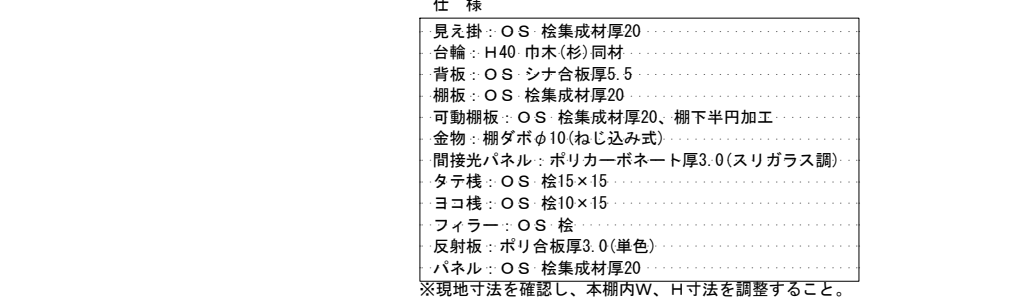 仕　様
見え掛：ＯＳ 桧集成材厚20
台輪：Ｈ40 巾木(杉)同材
背板：ＯＳ シナ合板厚5.5
棚板：ＯＳ 桧集成材厚20
可動棚板：ＯＳ 桧集成材厚20、棚下半円加工
金物：棚ダボφ10(ねじ込み式)
間接光パネル：ポリカーボネート厚3.0(スリガラス調)
タテ桟：ＯＳ 桧15×15
ヨコ桟：ＯＳ 桧10×15
フィラー：ＯＳ 桧
反射板：ポリ合板厚3.0(単色)
パネル：ＯＳ 桧集成材厚20
※現地寸法を確認し、本棚内Ｗ、Ｈ寸法を調整すること。